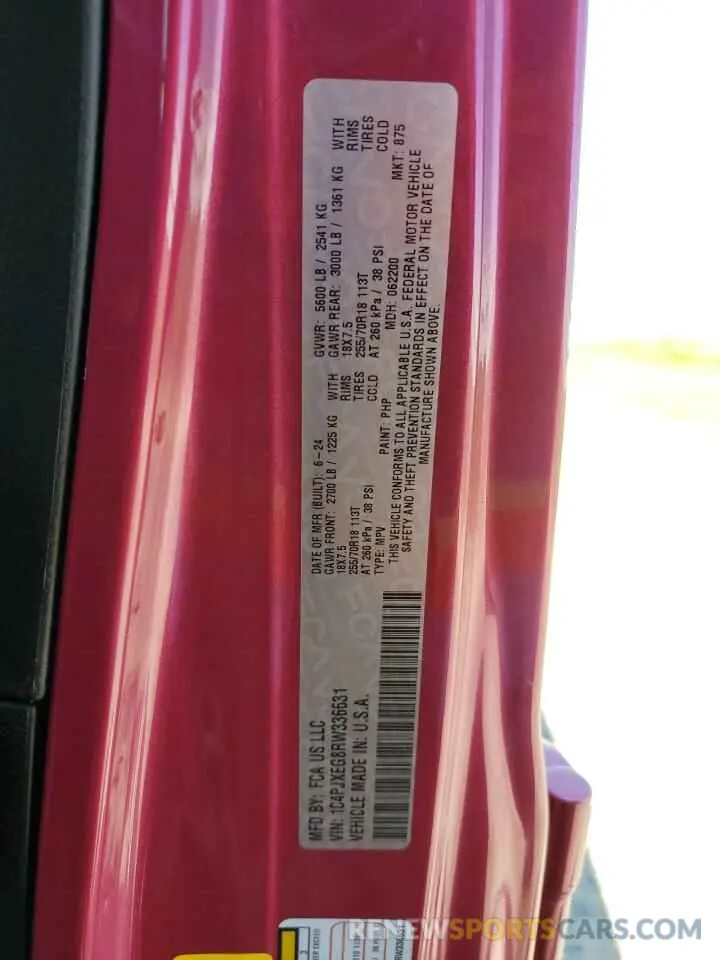 MFD BY: FCA US LLC
VIN: 1C4PJXEG8RW336631
VEHICLE MADE IN: U.S.A.
DATE OF MFR (BUILT): 6-24 GVWR: 5600 LB / 2541 KG
GAWR FRONT: 2700 LB / 1225 KG WITH GAWR REAR: 3000 LB / 1361 KG WITH
18X7.5 RIMS 18X7.5 RIMS
255/70R18 113T TIRES 255/70R18 113T TIRES
AT 260 kPa / 38 PSI COLD AT 260 kPa / 38 PSI COLD
TYPE: MPV PAINT: PHP MDH: 062200 MKT: 875
THIS VEHICLE CONFORMS TO ALL APPLICABLE U.S.A. FEDERAL MOTOR VEHICLE
SAFETY AND THEFT PREVENTION STANDARDS IN EFFECT ON THE DATE OF
MANUFACTURE SHOWN ABOVE.
RENEWSPORTSCARS.COM